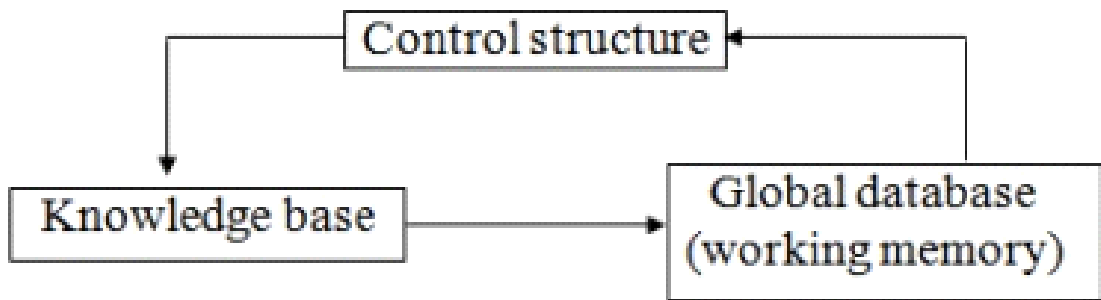 Control structure
Knowledge base
Global database
(working memory)